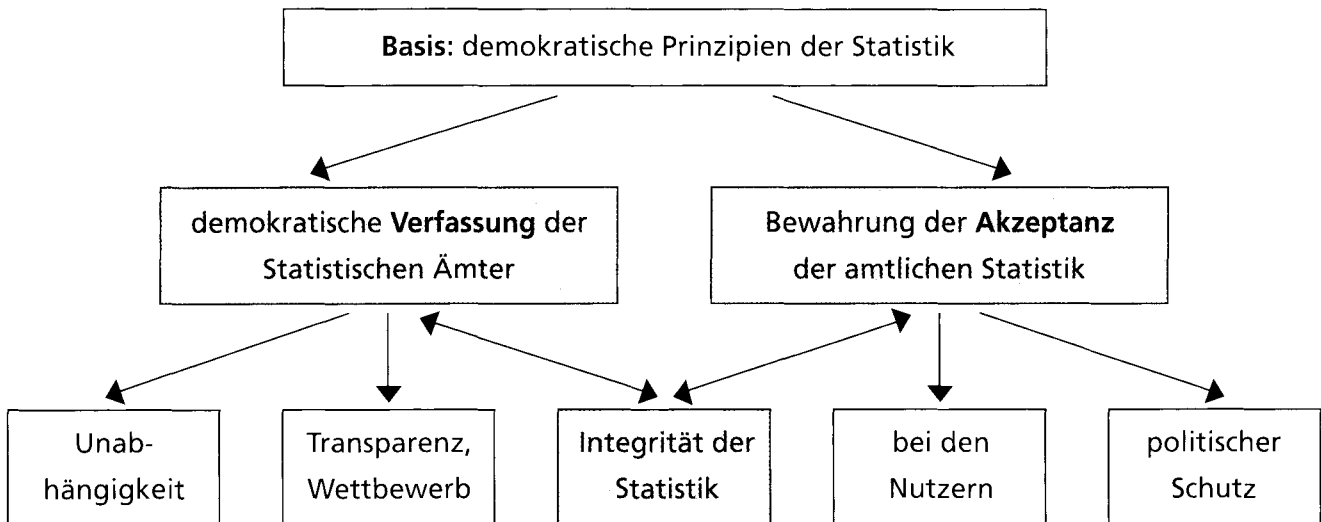 Basis: demokratische Prinzipien der Statistik
demokratische Verfassung der
Statistischen Ämter
Bewahrung der Akzeptanz
der amtlichen Statistik
Unab-
hängigkeit
Transparenz,
Wettbewerb
Integrität der
Statistik
bei den
Nutzern
politischer
Schutz